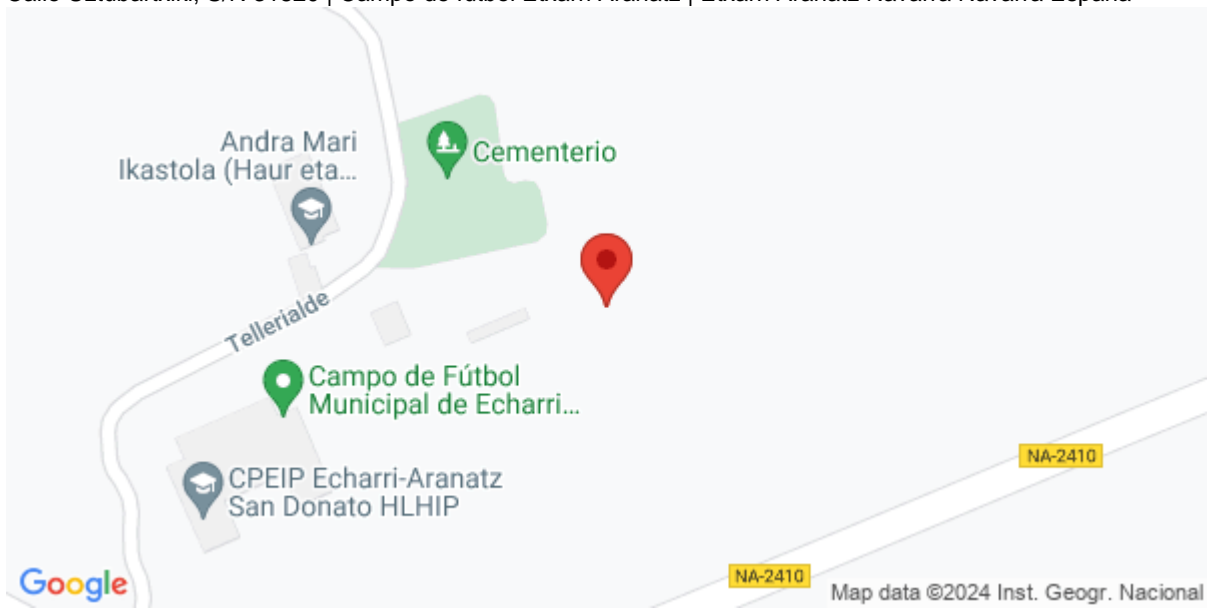 Andra Mari
Ikastola (Haur eta...
Cementerio
Tellerialde
Campo de Fútbol
Municipal de Echarri...
NA-2410
CPEIP Echarri-Aranatz
San Donato HLHIP
NA-2410
Google
Map data ©2024 Inst. Geogr. Nacional